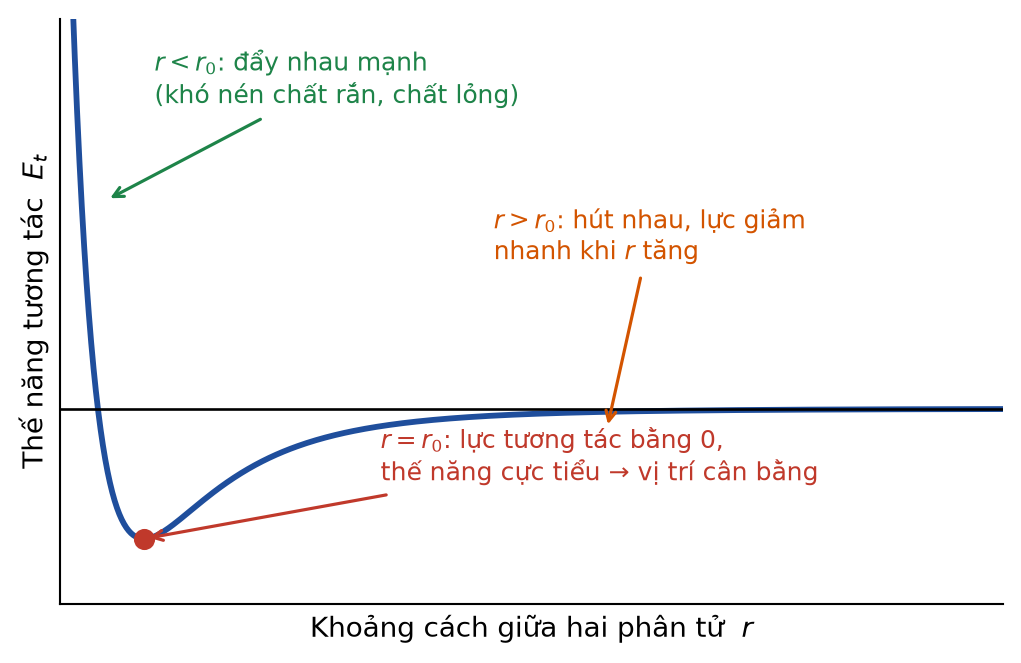 r < r₀: đẩy nhau mạnh
(khó nén chất rắn, chất lỏng)
r > r₀: hút nhau, lực giảm
nhanh khi r tăng
r = r₀: lực tương tác bằng 0,
thế năng cực tiểu → vị trí cân bằng
Thế năng tương tác Eₜ
Khoảng cách giữa hai phân tử r